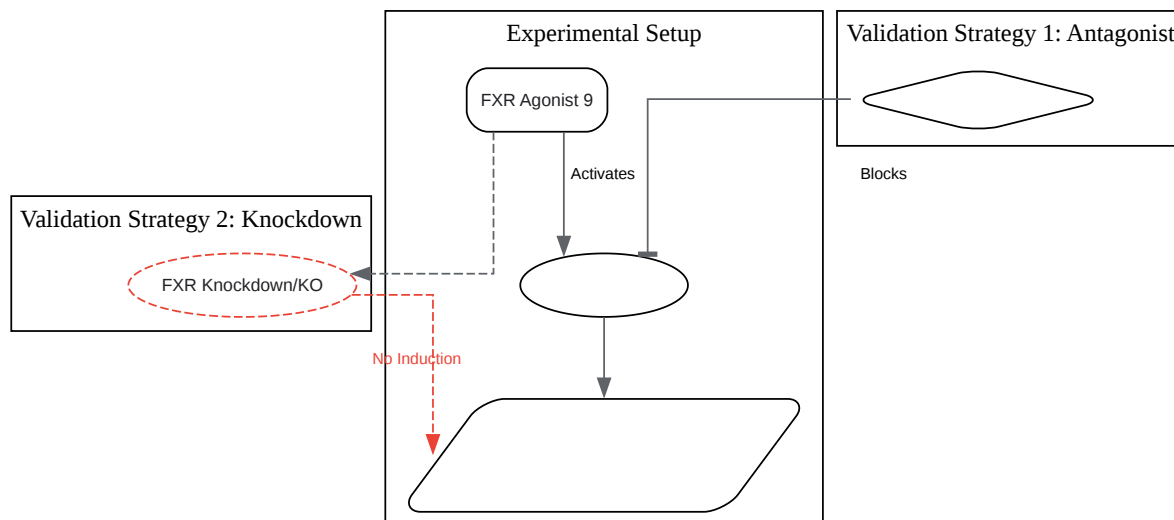 Experimental Setup
Validation Strategy 1: Antagonist
FXR Agonist 9
Activates
Blocks
Validation Strategy 2: Knockdown
FXR Knockdown/KO
No Induction